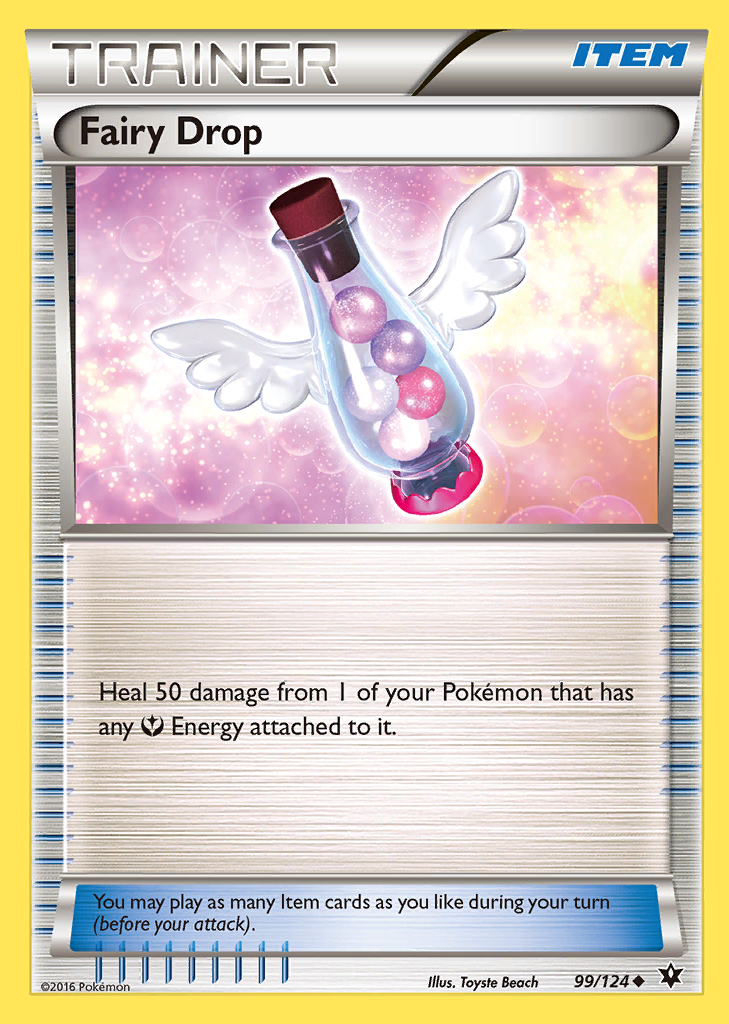 TRAINER
ITEM
Fairy Drop
Heal 50 damage from 1 of your Pokémon that has
any Energy attached to it.
You may play as many Item cards as you like during your turn
(before your attack).
©2016 Pokémon
Illus. Toyste Beach
99/124